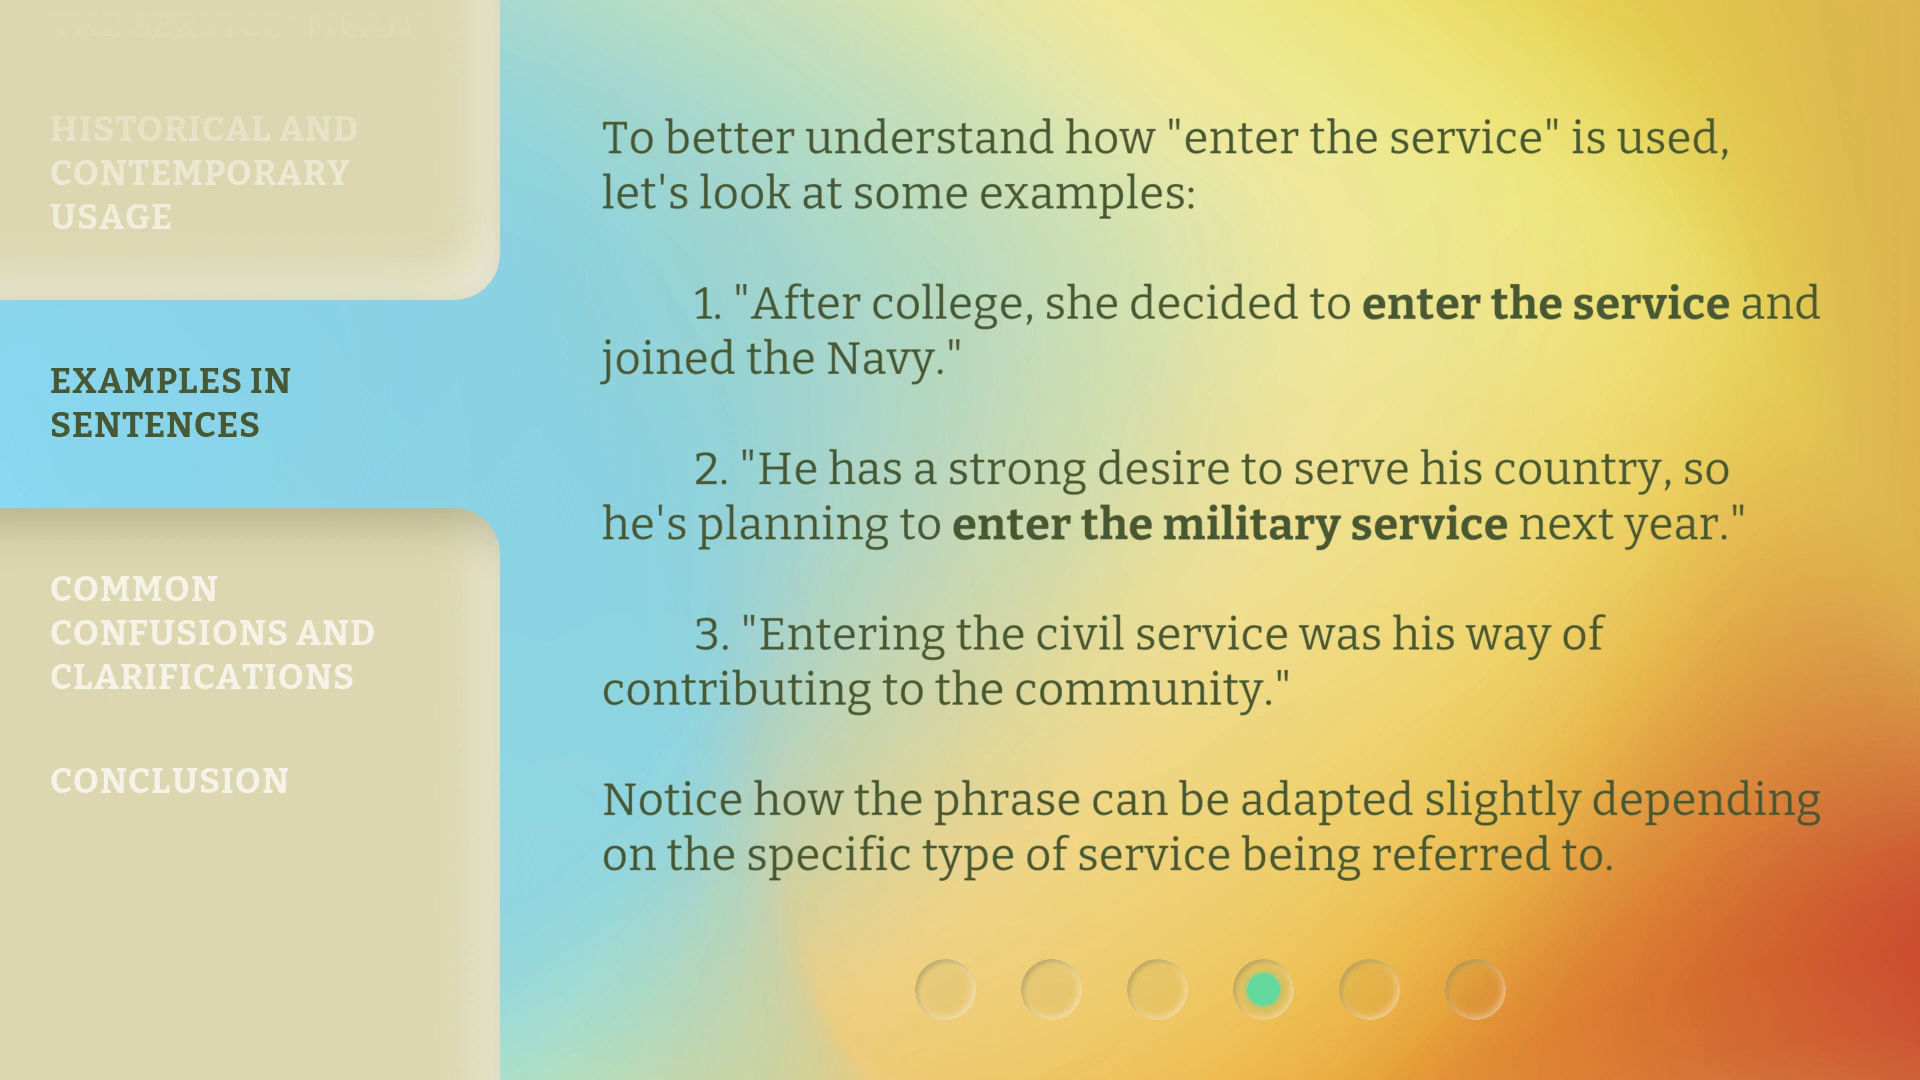 THE SERVICE' MEAN?
HISTORICAL AND
CONTEMPORARY
USAGE
EXAMPLES IN
SENTENCES
COMMON
CONFUSIONS AND
CLARIFICATIONS
CONCLUSION
To better understand how "enter the service" is used,
let's look at some examples:
1. "After college, she decided to enter the service and
joined the Navy."
2. "He has a strong desire to serve his country, so
he's planning to enter the military service next year."
3. "Entering the civil service was his way of
contributing to the community."
Notice how the phrase can be adapted slightly depending
on the specific type of service being referred to.